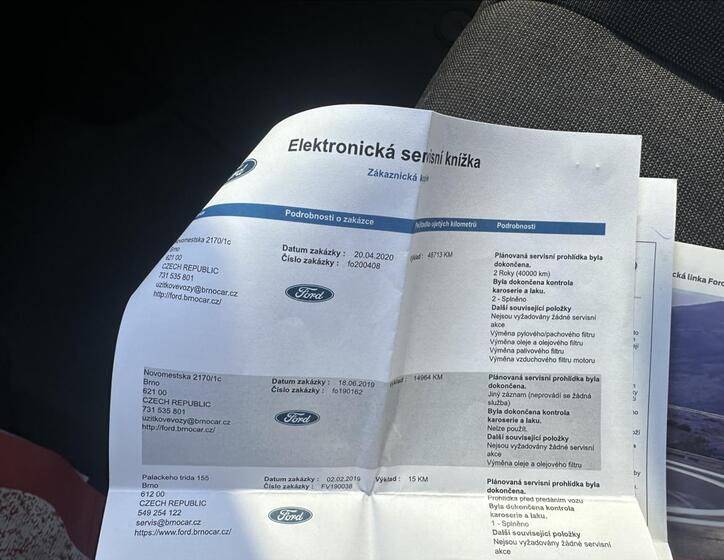 Elektronická servisní knížka
Zákaznická
Podrobnosti o zakázce
Počítadlo ujetých kilometrů
Podrobnosti
Novomestska 2170/1c
621 00
CZECH REPUBLIC
731 535 801
uzitkovevozy@brnocar.cz
http://ford.brnocar.cz/
Datum zakázky : 20.04.2020
Číslo zakázky : fo200408
Ford
Výklad : 46713 KM
Plánovaná servisní prohlídka byla
dokončena.
2 Roky (40000 km)
Byla dokončena kontrola
karoserie a laku.
2 - Splněno
Další související položky
Nejsou vyžadovány žádné servisní
akce
Výměna pylového/pachového filtru
Výměna oleje a olejového filtru
Výměna palivového filtru
Výměna vzduchového filtru motoru
Novomestska 2170/1c
Brno
621 00
CZECH REPUBLIC
731 535 801
uzitkovevozy@brnocar.cz
http://ford.brnocar.cz/
Datum zakázky : 18.06.2019
Číslo zakázky : fo190162
Ford
Výklad : 14964 KM
Plánovaná servisní prohlídka byla
dokončena.
Jiný záznam (neprovádí se žádná
služba)
Byla dokončena kontrola
karoserie a laku.
Nelze použít.
Další související položky
Nejsou vyžadovány žádné servisní
akce
Výměna oleje a olejového filtru
Palackeho trida 155
Brno
612 00
CZECH REPUBLIC
549 254 122
servis@brnocar.cz
https://www.ford.brnocar.cz/
Datum zakázky : 02.02.2019
Číslo zakázky : FV190038
Ford
Výklad : 15 KM
Plánovaná servisní prohlídka byla
dokončena.
Prohlídka před předáním vozu
Byla dokončena kontrola
karoserie a laku.
1 - Splněno
Další související položky
Nejsou vyžadovány žádné servisní
akce
cká linka Ford